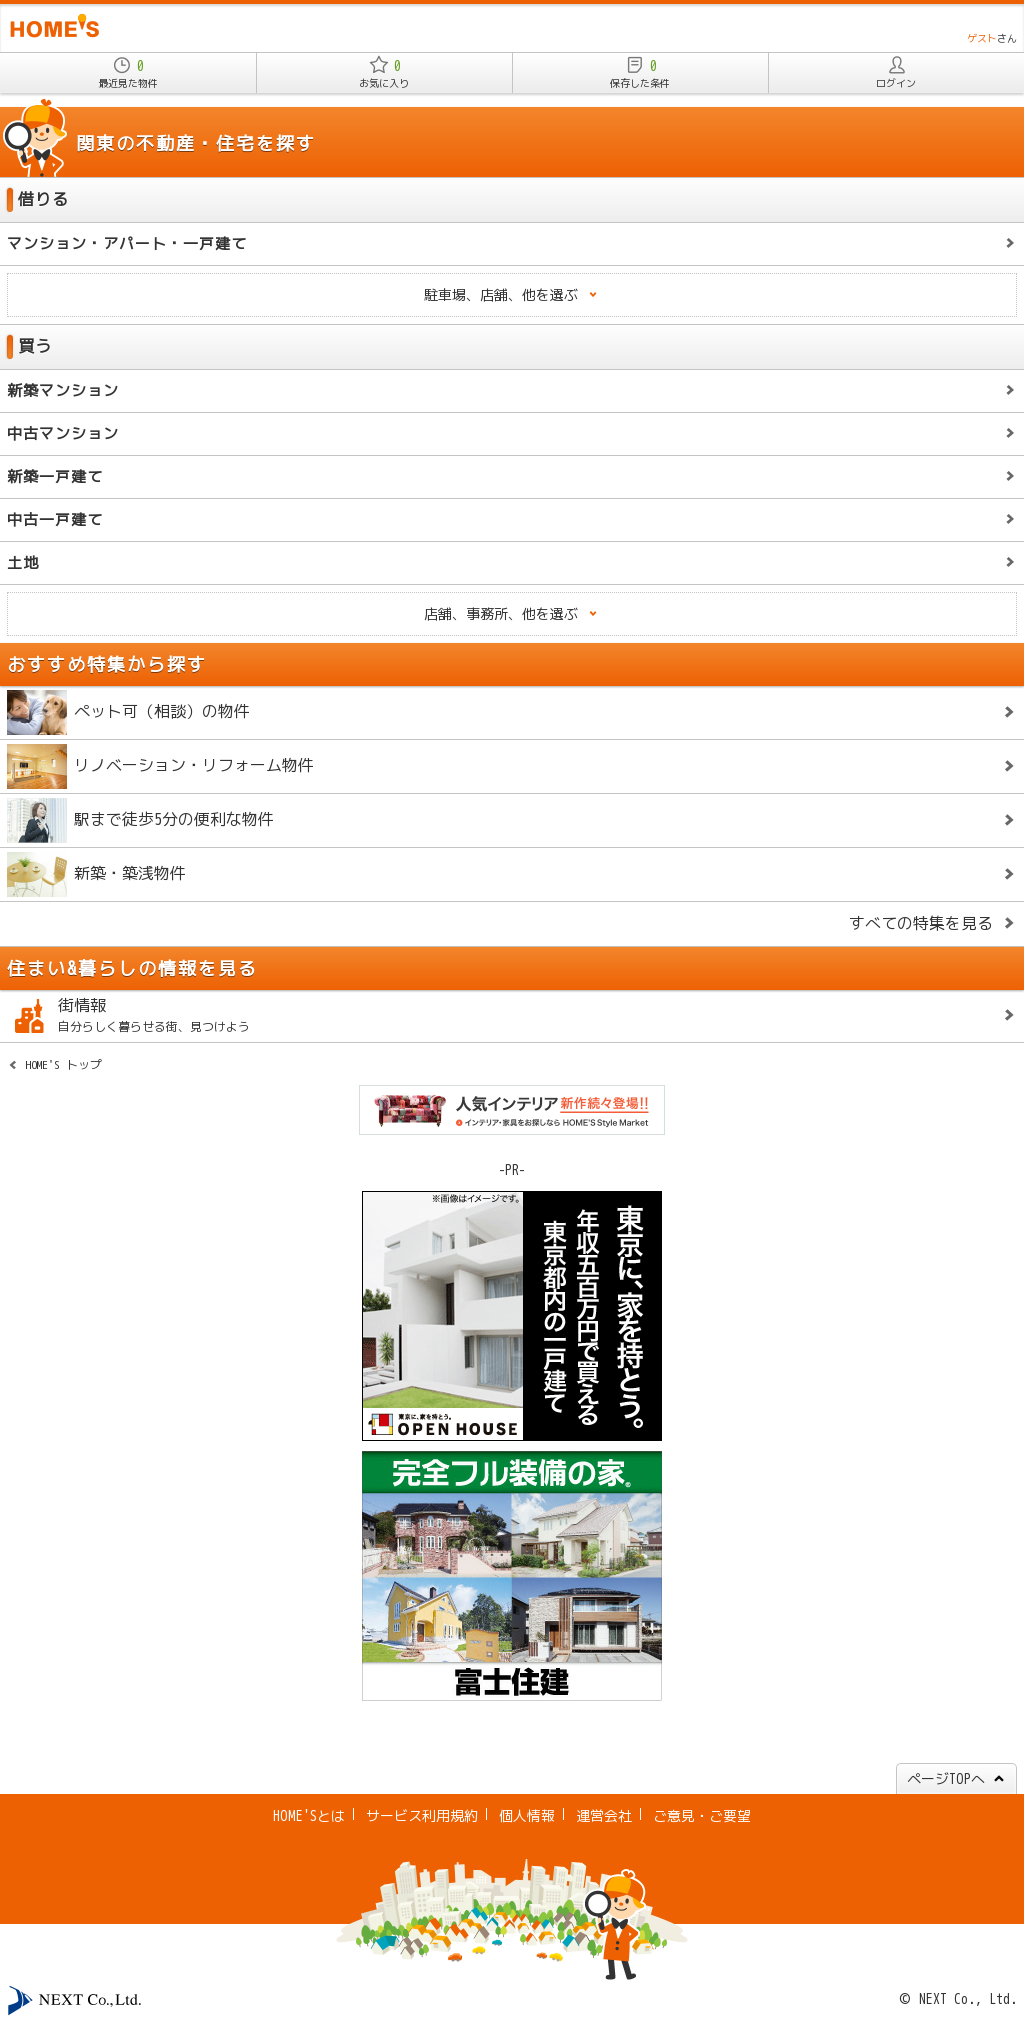 HOME'S
ゲストさん
0
最近見た物件
0
お気に入り
0
保存した条件
ログイン
関東の不動産・住宅を探す
借りる
マンション・アパート・一戸建て
駐車場、店舗、他を選ぶ
買う
新築マンション
中古マンション
新築一戸建て
中古一戸建て
土地
店舗、事務所、他を選ぶ
おすすめ特集から探す
ペット可（相談）の物件
リノベーション・リフォーム物件
駅まで徒歩5分の便利な物件
新築・築浅物件
すべての特集を見る
住まい&暮らしの情報を見る
街情報
自分らしく暮らせる街、見つけよう
HOME'S トップ
人気インテリア 新作続々登場!!
インテリア・家具をお探しなら HOME'S Style Market
-PR-
※画像はイメージです。
東京に、家を持とう。
年収五百万円で買える
東京都内の一戸建て
東京に、家を持とう。
OPEN HOUSE
完全フル装備の家®
富士住建
ページTOPへ
HOME'Sとは | サービス利用規約 | 個人情報 | 運営会社 | ご意見・ご要望
NEXT Co., Ltd.
© NEXT Co., Ltd.